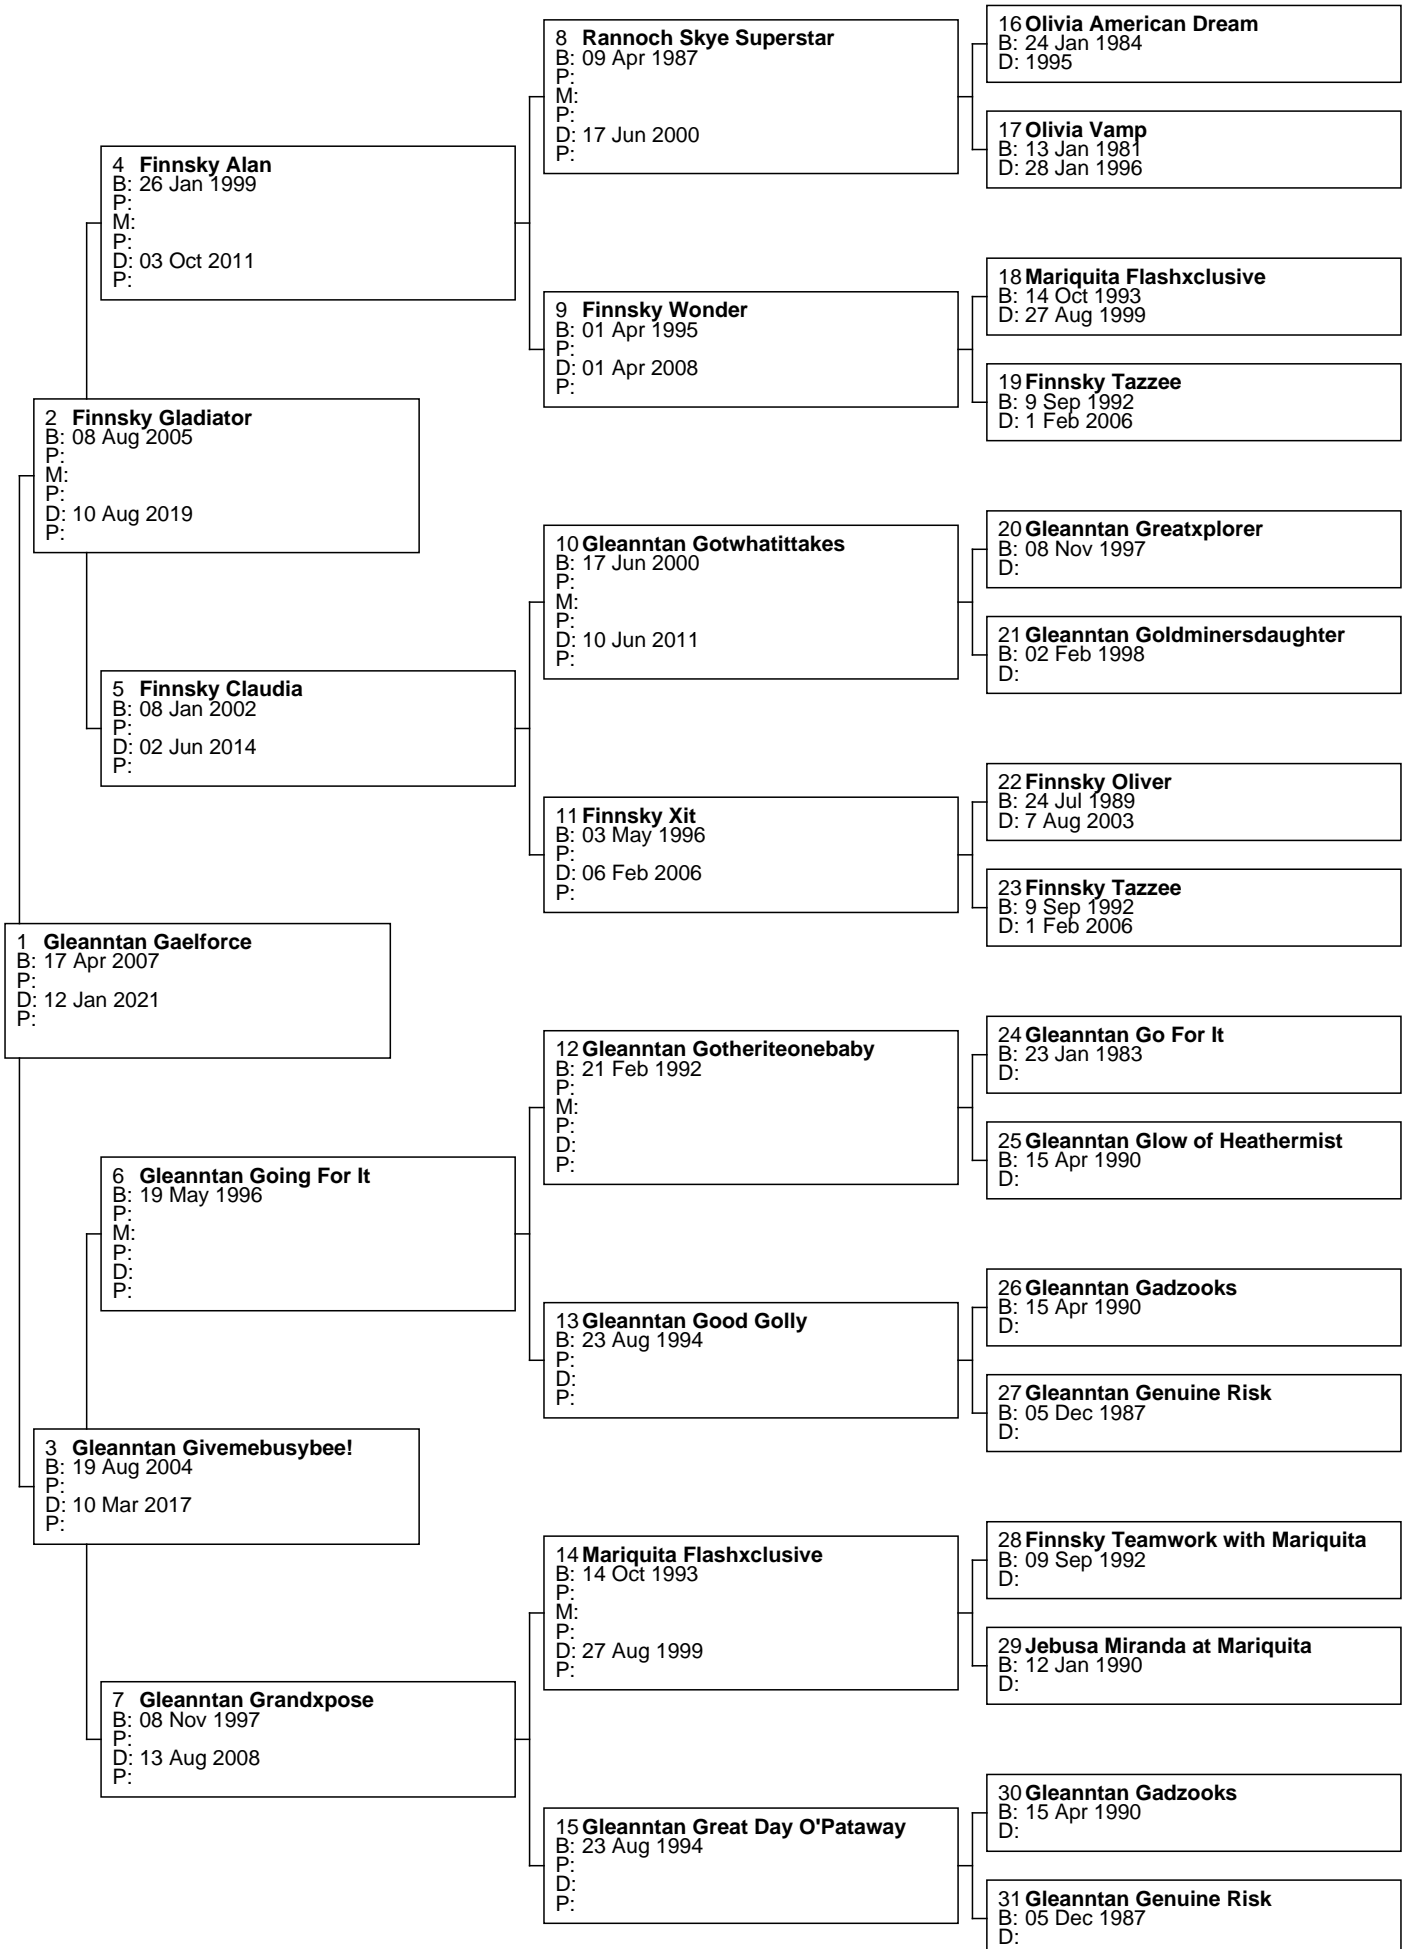 1 Gleanntan Gaelforce
B: 17 Apr 2007
P:
D: 12 Jan 2021
P:
2 Finnsky Gladiator
B: 08 Aug 2005
P:
M:
P:
D: 10 Aug 2019
P:
3 Gleanntan Givemebusybee!
B: 19 Aug 2004
P:
D: 10 Mar 2017
P:
4 Finnsky Alan
B: 26 Jan 1999
P:
M:
P:
D: 03 Oct 2011
P:
5 Finnsky Claudia
B: 08 Jan 2002
P:
D: 02 Jun 2014
P:
6 Gleanntan Going For It
B: 19 May 1996
P:
M:
P:
D:
P:
7 Gleanntan Grandxpose
B: 08 Nov 1997
P:
D: 13 Aug 2008
P:
8 Rannoch Skye Superstar
B: 09 Apr 1987
P:
M:
P:
D: 17 Jun 2000
P:
9 Finnsky Wonder
B: 01 Apr 1995
P:
D: 01 Apr 2008
P:
10 Gleanntan Gotwhatittakes
B: 17 Jun 2000
P:
M:
P:
D: 10 Jun 2011
P:
11 Finnsky Xit
B: 03 May 1996
P:
D: 06 Feb 2006
P:
12 Gleanntan Gotheriteonebaby
B: 21 Feb 1992
P:
M:
P:
D:
P:
13 Gleanntan Good Golly
B: 23 Aug 1994
P:
D:
P:
14 Mariquita Flashxclusive
B: 14 Oct 1993
P:
M:
P:
D: 27 Aug 1999
P:
15 Gleanntan Great Day O'Pataway
B: 23 Aug 1994
P:
D:
P:
16 Olivia American Dream
B: 24 Jan 1984
D: 1995
17 Olivia Vamp
B: 13 Jan 1981
D: 28 Jan 1996
18 Mariquita Flashxclusive
B: 14 Oct 1993
D: 27 Aug 1999
19 Finnsky Tazzee
B: 9 Sep 1992
D: 1 Feb 2006
20 Gleanntan Greatxplorer
B: 08 Nov 1997
D:
21 Gleanntan Goldminersdaughter
B: 02 Feb 1998
D:
22 Finnsky Oliver
B: 24 Jul 1989
D: 7 Aug 2003
23 Finnsky Tazzee
B: 9 Sep 1992
D: 1 Feb 2006
24 Gleanntan Go For It
B: 23 Jan 1983
D:
25 Gleanntan Glow of Heathermist
B: 15 Apr 1990
D:
26 Gleanntan Gadzooks
B: 15 Apr 1990
D:
27 Gleanntan Genuine Risk
B: 05 Dec 1987
D:
28 Finnsky Teamwork with Mariquita
B: 09 Sep 1992
D:
29 Jebusa Miranda at Mariquita
B: 12 Jan 1990
D:
30 Gleanntan Gadzooks
B: 15 Apr 1990
D:
31 Gleanntan Genuine Risk
B: 05 Dec 1987
D: